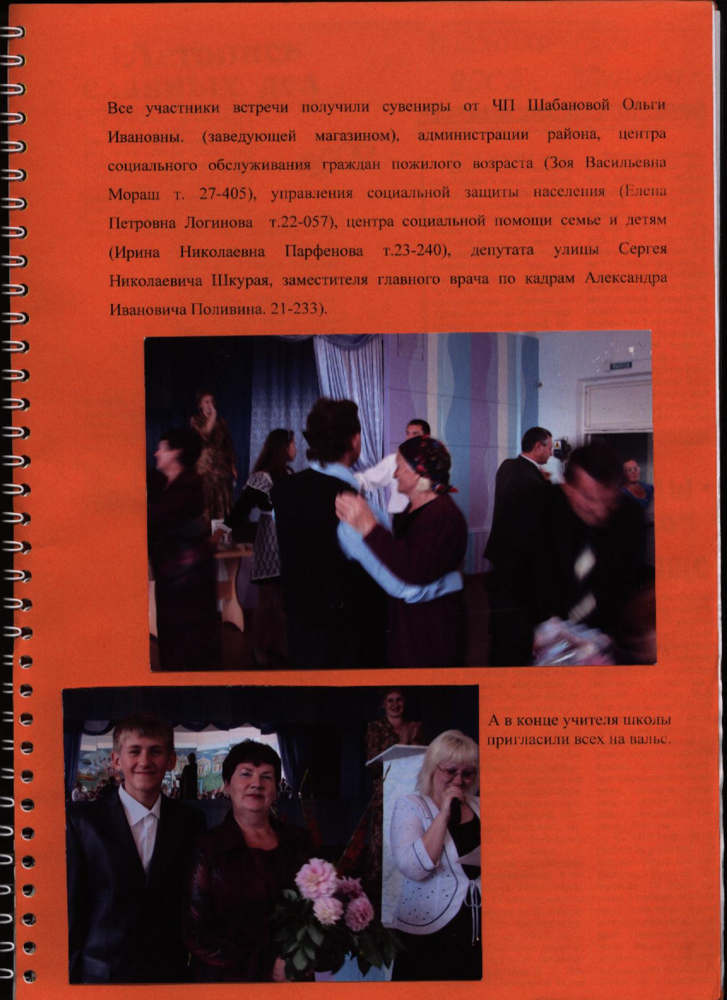 Все участники встречи получили сувениры от ЧП Шабановой Ольги
Ивановны. (заведующей магазином), администрации района, центра
социального обслуживания граждан пожилого возраста (Зоя Васильевна
Мораш т. 27-405), управления социальной защиты населения (Елена
Петровна Логинова т.22-057), центра социальной помощи семье и детям
(Ирина Николаевна Парфенова т.23-240), депутата улицы Сергея
Николаевича Шкурая, заместителя главного врача по кадрам Александра
Ивановича Поливина. 21-233).
ВЫХОД
А в конце учителя школы
пригласили всех на вальс.